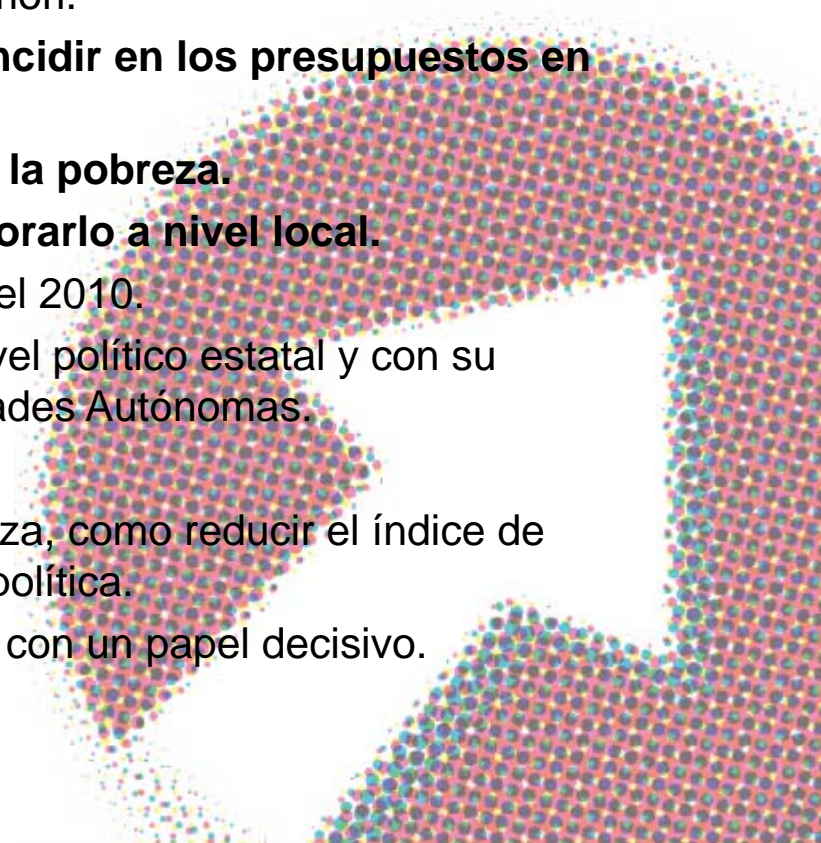 ncidir en los presupuestos en
la pobreza.
orarlo a nivel local.
el 2010.
vel político estatal y con su
ades Autónomas.
za, como reducir el índice de
política.
con un papel decisivo.